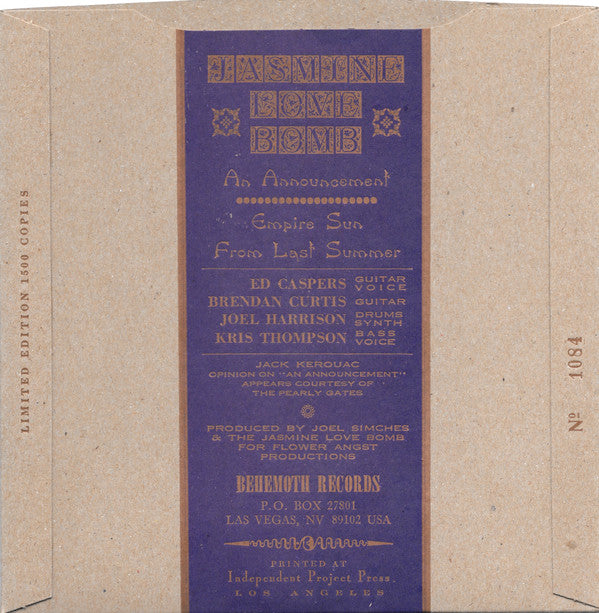 JASMINE
LOVE
BOMB
An Announcement
Empire Sun
From Last Summer
ED CASPERS GUITAR VOICE
BRENDAN CURTIS GUITAR
JOEL HARRISON DRUMS SYNTH
KRIS THOMPSON BASS VOICE
JACK KEROUAC
OPINION ON "AN ANNOUNCEMENT"
APPEARS COURTESY OF
THE PEARLY GATES
PRODUCED BY JOEL SIMCHES
& THE JASMINE LOVE BOMB
FOR FLOWER ANGST
PRODUCTIONS
BEHEMOTH RECORDS
P.O. BOX 27801
LAS VEGAS, NV 89102 USA
PRINTED AT
Independent Project Press
LOS ANGELES
LIMITED EDITION 1500 COPIES
Nº 1084